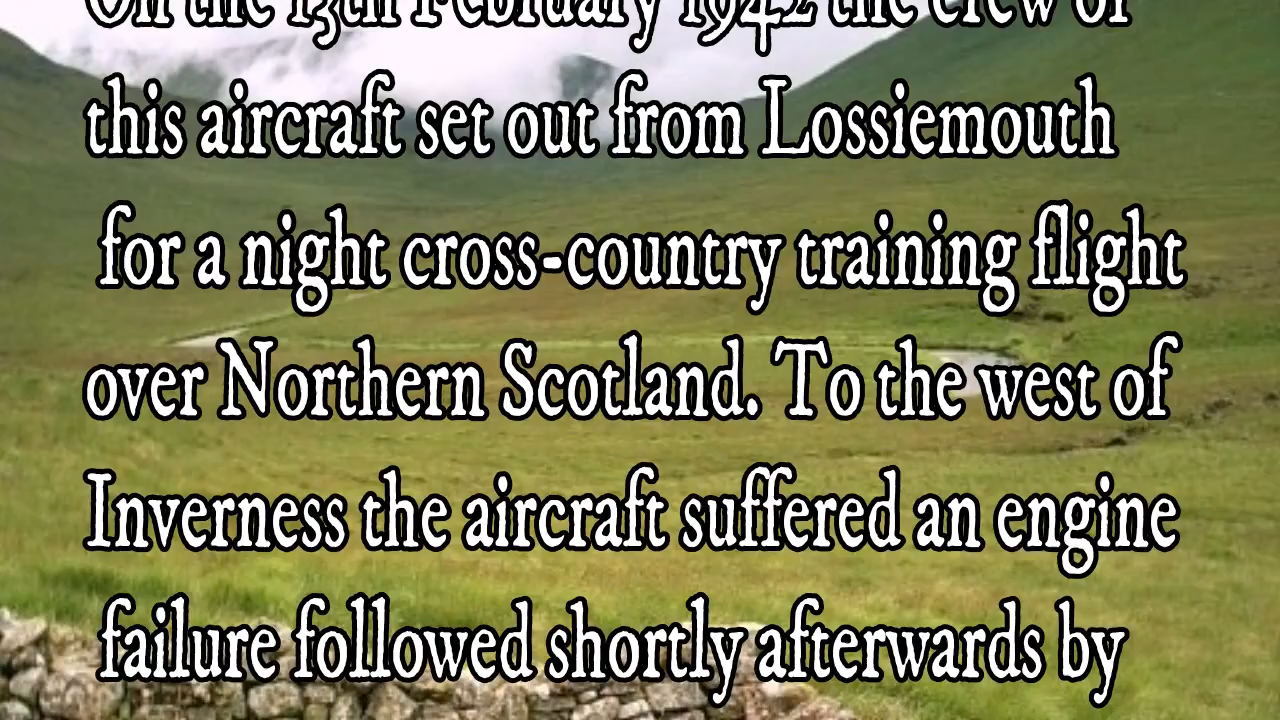 On the 13th February 1942 the crew of
this aircraft set out from Lossiemouth
for a night cross-country training flight
over Northern Scotland. To the west of
Inverness the aircraft suffered an engine
failure followed shortly afterwards by